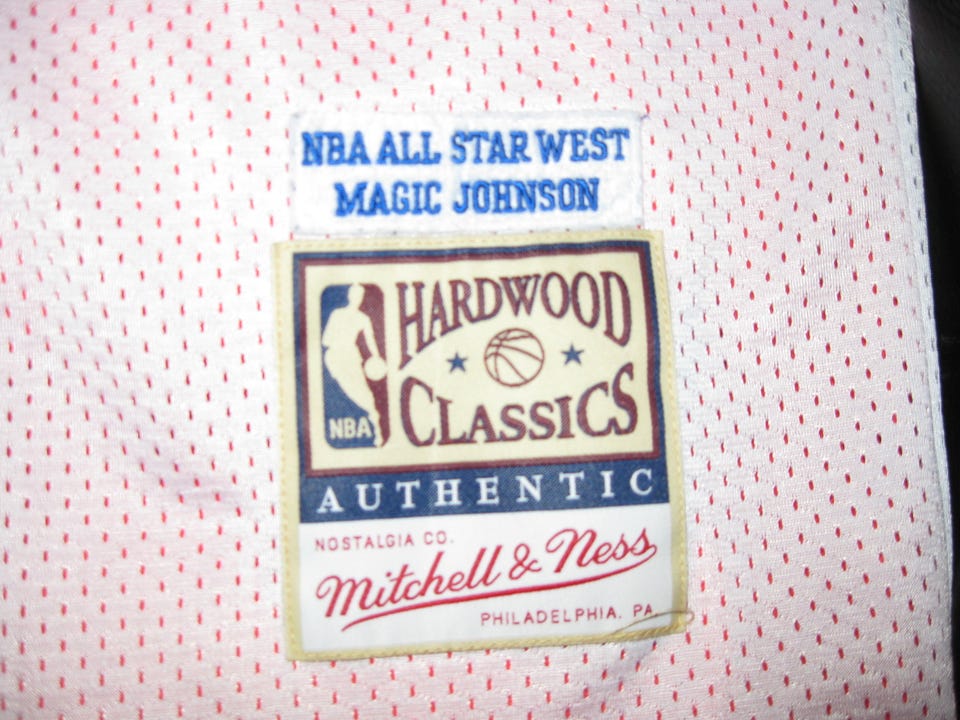 NBA ALL STAR WEST
MAGIC JOHNSON
HARDWOOD
CLASSICS
NBA
AUTHENTIC
NOSTALGIA CO.
Mitchell & Ness
PHILADELPHIA, PA